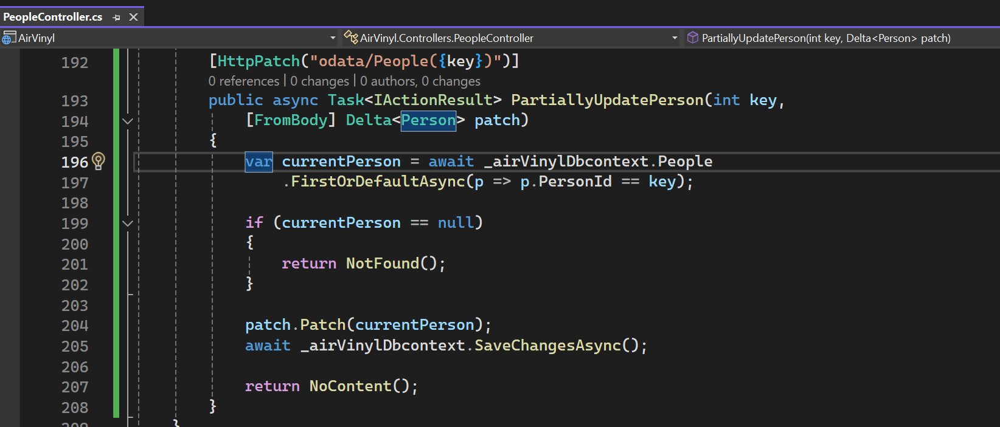 PeopleController.cs
AirVinyl AirVinyl.Controllers.PeopleController PartiallyUpdatePerson(int key, Delta<Person> patch)
192 [HttpPatch("odata/People({key})")]
0 references | 0 changes | 0 authors, 0 changes
193 public async Task<IActionResult> PartiallyUpdatePerson(int key,
194 [FromBody] Delta<Person> patch)
195 {
196 var currentPerson = await _airVinylDbcontext.People
197 .FirstOrDefaultAsync(p => p.PersonId == key);
198
199 if (currentPerson == null)
200 {
201 return NotFound();
202 }
203
204 patch.Patch(currentPerson);
205 await _airVinylDbcontext.SaveChangesAsync();
206
207 return NoContent();
208 }
209 }